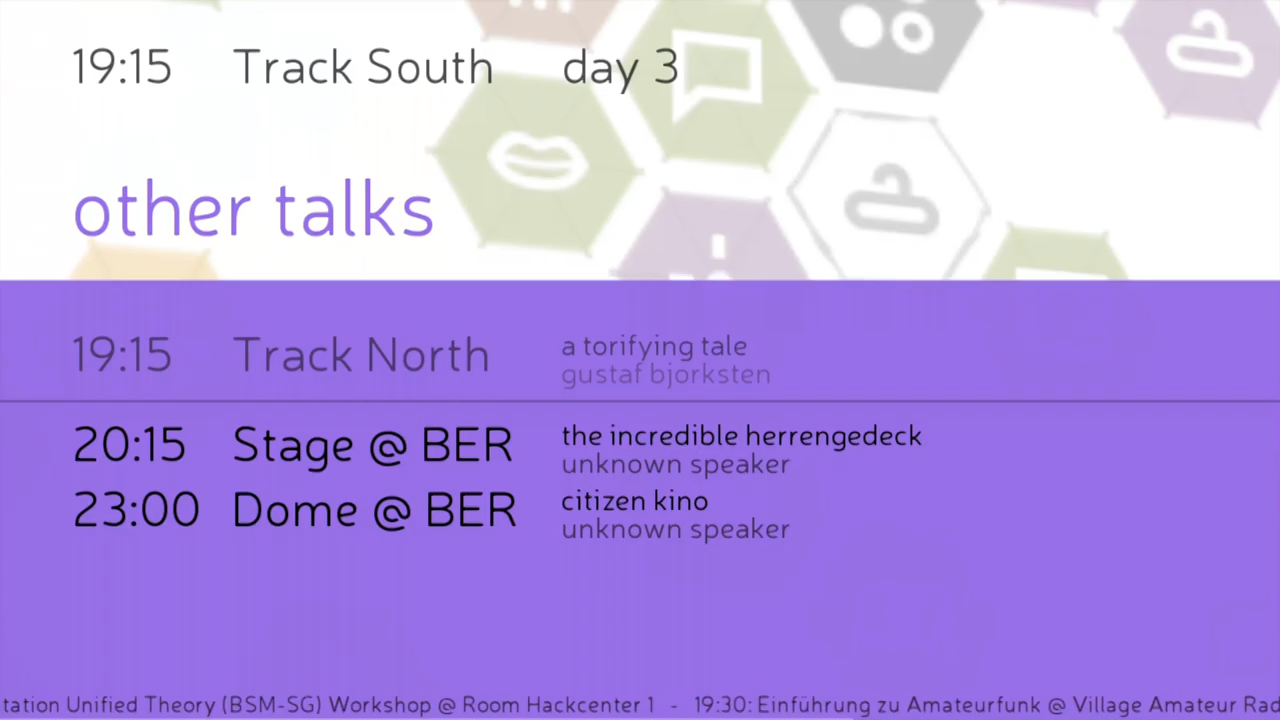 19:15 Track South day 3
other talks
19:15 Track North a torifying tale
gustaf bjorksten
20:15 Stage @ BER the incredible herrengedeck
unknown speaker
23:00 Dome @ BER citizen kino
unknown speaker
tation Unified Theory (BSM-SG) Workshop @ Room Hackcenter 1 - 19:30: Einführung zu Amateurfunk @ Village Amateur Rad